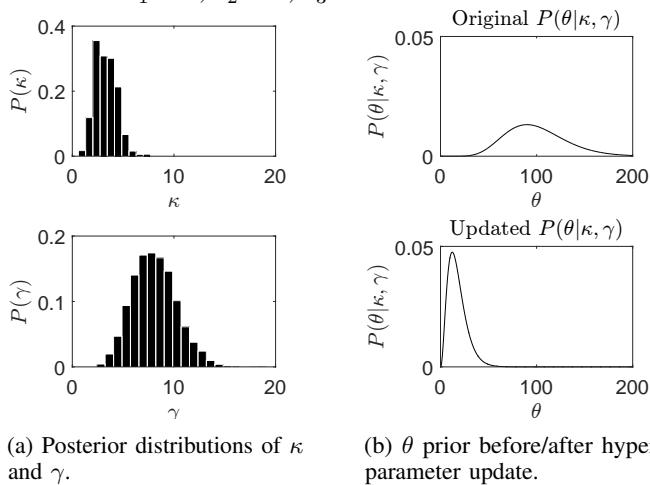 Original P(θ|κ, γ)
0.4
0.2
0
P(κ)
0 10 20
κ
0.05
0
P(θ|κ, γ)
0 100 200
θ
Updated P(θ|κ, γ)
0.2
0.1
0
P(γ)
0 10 20
γ
0.05
0
P(θ|κ, γ)
0 100 200
θ
(a) Posterior distributions of κ
and γ.
(b) θ prior before/after hype
parameter update.